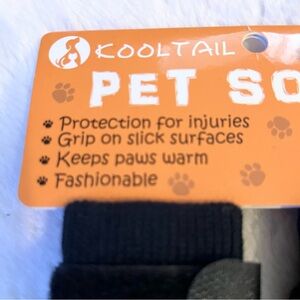 KOOLTAIL
PET SO
Protection for injuries
Grip on slick surfaces
Keeps paws warm
Fashionable